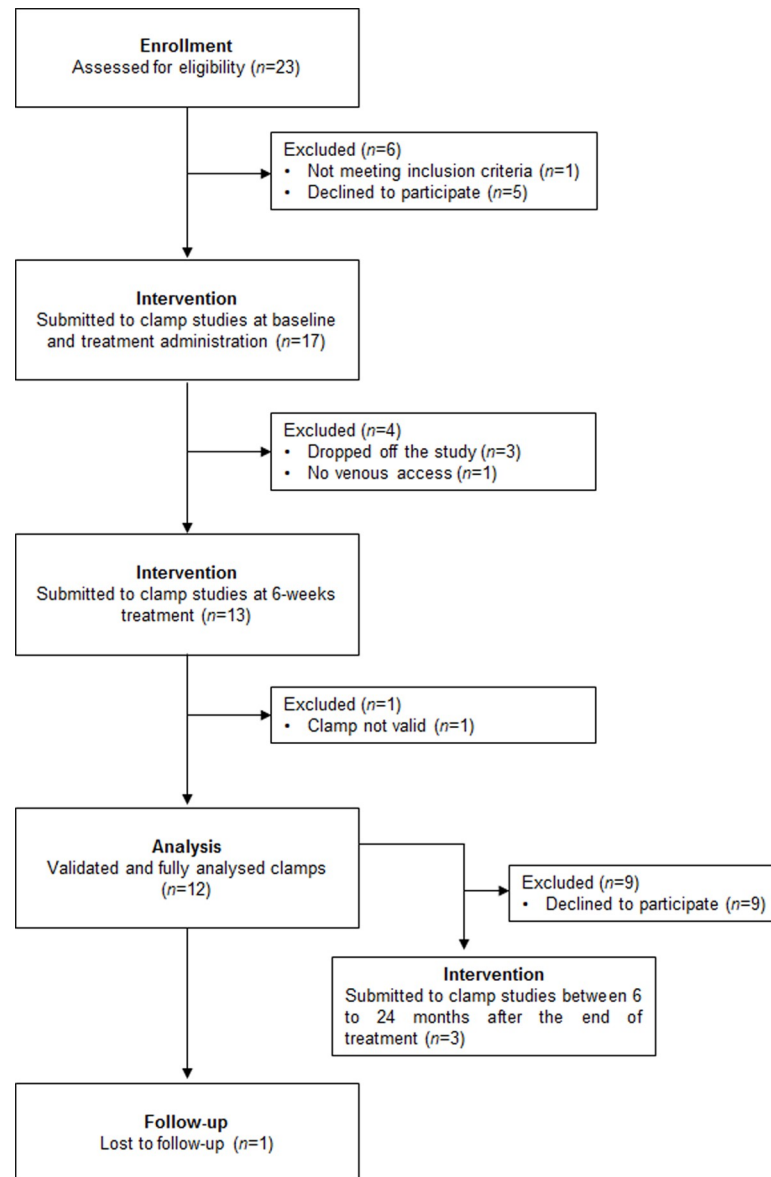 Enrollment
Assessed for eligibility (n=23)
Excluded (n=6)
• Not meeting inclusion criteria (n=1)
• Declined to participate (n=5)
Intervention
Submitted to clamp studies at baseline
and treatment administration (n=17)
Excluded (n=4)
• Dropped off the study (n=3)
• No venous access (n=1)
Intervention
Submitted to clamp studies at 6-weeks
treatment (n=13)
Excluded (n=1)
• Clamp not valid (n=1)
Analysis
Validated and fully analysed clamps
(n=12)
Excluded (n=9)
• Declined to participate (n=9)
Intervention
Submitted to clamp studies between 6
to 24 months after the end of
treatment (n=3)
Follow-up
Lost to follow-up (n=1)